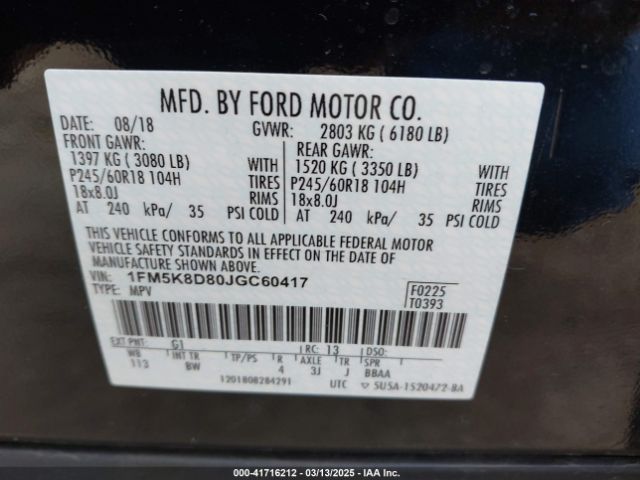 MFD. BY FORD MOTOR CO.
DATE: 08/18 GVWR: 2803 KG ( 6180 LB)
FRONT GAWR: REAR GAWR:
1397 KG ( 3080 LB) WITH 1520 KG ( 3350 LB) WITH
P245/60R18 104H TIRES P245/60R18 104H TIRES
18x8.0J RIMS 18x8.0J RIMS
AT 240 kPa/ 35 PSI COLD AT 240 kPa/ 35 PSI COLD
THIS VEHICLE CONFORMS TO ALL APPLICABLE FEDERAL MOTOR
VEHICLE SAFETY STANDARDS IN EFFECT ON THE DATE OF
MANUFACTURE SHOWN ABOVE.
VIN: 1FM5K8D80JGC60417 F0225
TYPE: MPV T0393
EXT PNT: G1 RC: 13 DSO:
WB INT TR TP/PS R AXLE TR SPR
113 BW 4 3J J BBAA
1201808284291 UTC ▽ 5U5A-1520472-BA
000-41716212 - 03/13/2025 - IAA Inc.